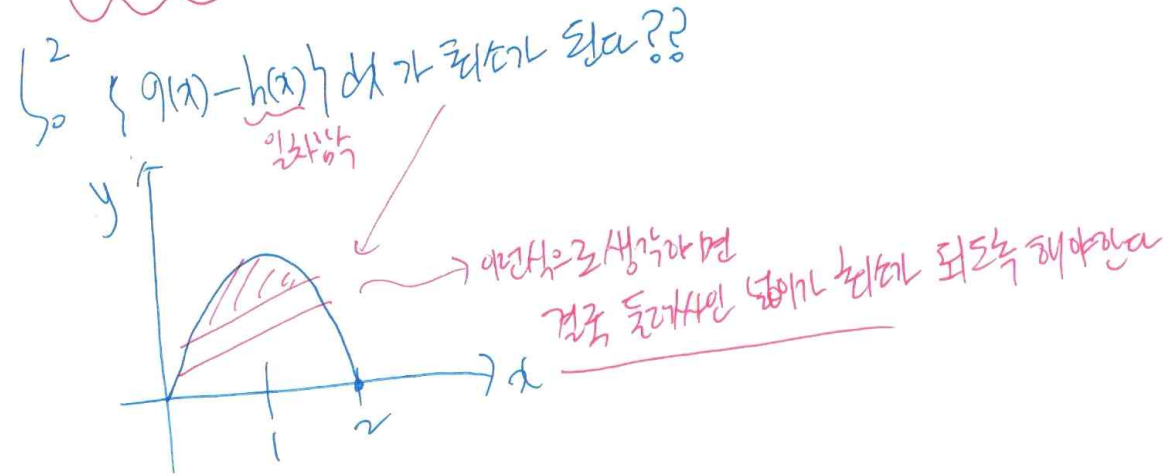 ∫₀² {g(x)-h(x)}dx 가 최소가 된다??
일차함수
y
→ 이런식으로 생각하면
결국 둘러싸인 넓이가 최소가 되도록 해야한다
x
1
2